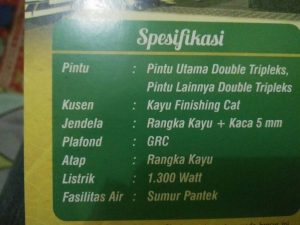 Spesifikasi
Pintu : Pintu Utama Double Tripleks,
Pintu Lainnya Double Tripleks
Kusen : Kayu Finishing Cat
Jendela : Rangka Kayu + Kaca 5 mm
Plafond : GRC
Atap : Rangka Kayu
Listrik : 1.300 Watt
Fasilitas Air : Sumur Pantek